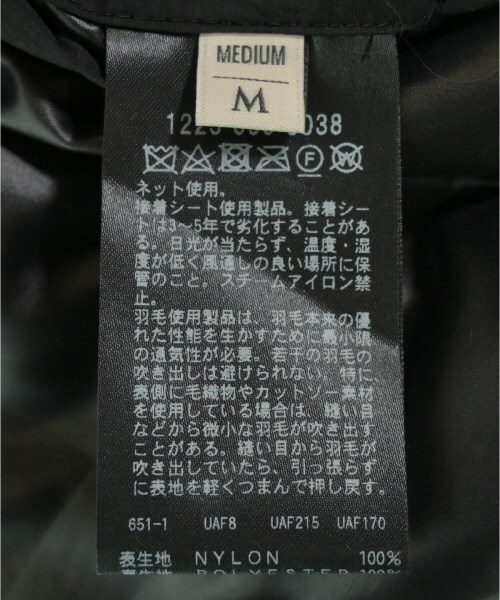 MEDIUM
M
038
F W
ネット使用。
接着シート使用製品。接着シー
トは3~5年で劣化することがあ
る。日光が当たらず、温度・湿
度が低く風通しの良い場所に保
管のこと。スチームアイロン禁
止。
羽毛使用製品は、羽毛本来の優
れた性能を生かすために最小限
の通気性が必要。若干の羽毛の
吹き出しは避けられない。特に
表側に毛織物やカットソー素材
を使用している場合は、縫い目
などから微小な羽毛が吹き出す
ことがある。縫い目から羽毛が
吹き出していたら、引っ張らず
に表地を軽くつまんで押し戻す。
651-1 UAF8 UAF215 UAF170
表生地 NYLON 100%
裏生地 POLYESTER 100%